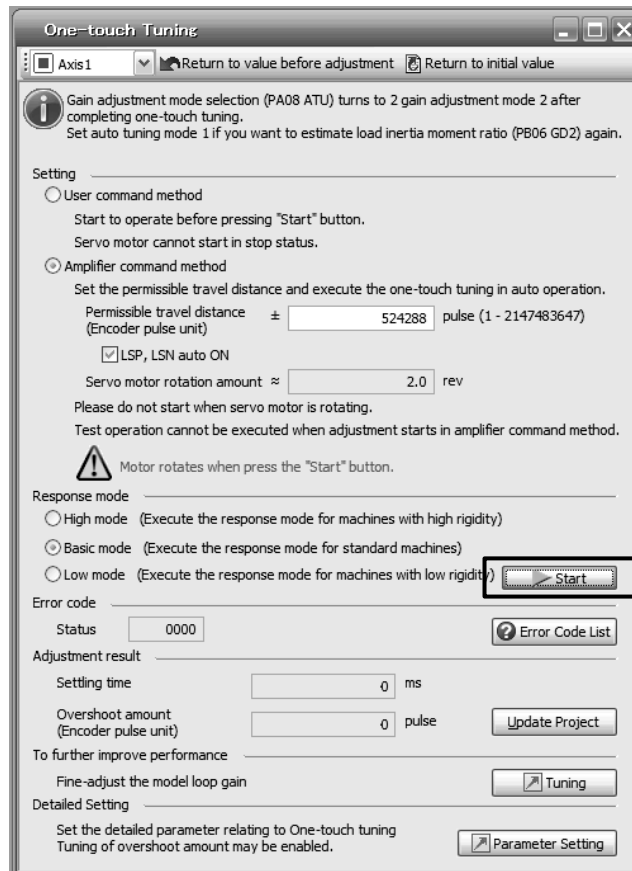 One-touch Tuning
Axis1 Return to value before adjustment Return to initial value
Gain adjustment mode selection (PA08 ATU) turns to 2 gain adjustment mode 2 after
completing one-touch tuning.
Set auto tuning mode 1 if you want to estimate load inertia moment ratio (PB06 GD2) again.
Setting
User command method
Start to operate before pressing "Start" button.
Servo motor cannot start in stop status.
Amplifier command method
Set the permissible travel distance and execute the one-touch tuning in auto operation.
Permissible travel distance
(Encoder pulse unit) ± 524288 pulse (1 - 2147483647)
LSP, LSN auto ON
Servo motor rotation amount ≈ 2.0 rev
Please do not start when servo motor is rotating.
Test operation cannot be executed when adjustment starts in amplifier command method.
Motor rotates when press the "Start" button.
Response mode
High mode (Execute the response mode for machines with high rigidity)
Basic mode (Execute the response mode for standard machines)
Low mode (Execute the response mode for machines with low rigidity) Start
Error code
Status 0000 Error Code List
Adjustment result
Settling time 0 ms
Overshoot amount
(Encoder pulse unit) 0 pulse Update Project
To further improve performance
Fine-adjust the model loop gain Tuning
Detailed Setting
Set the detailed parameter relating to One-touch tuning
Tuning of overshoot amount may be enabled. Parameter Setting